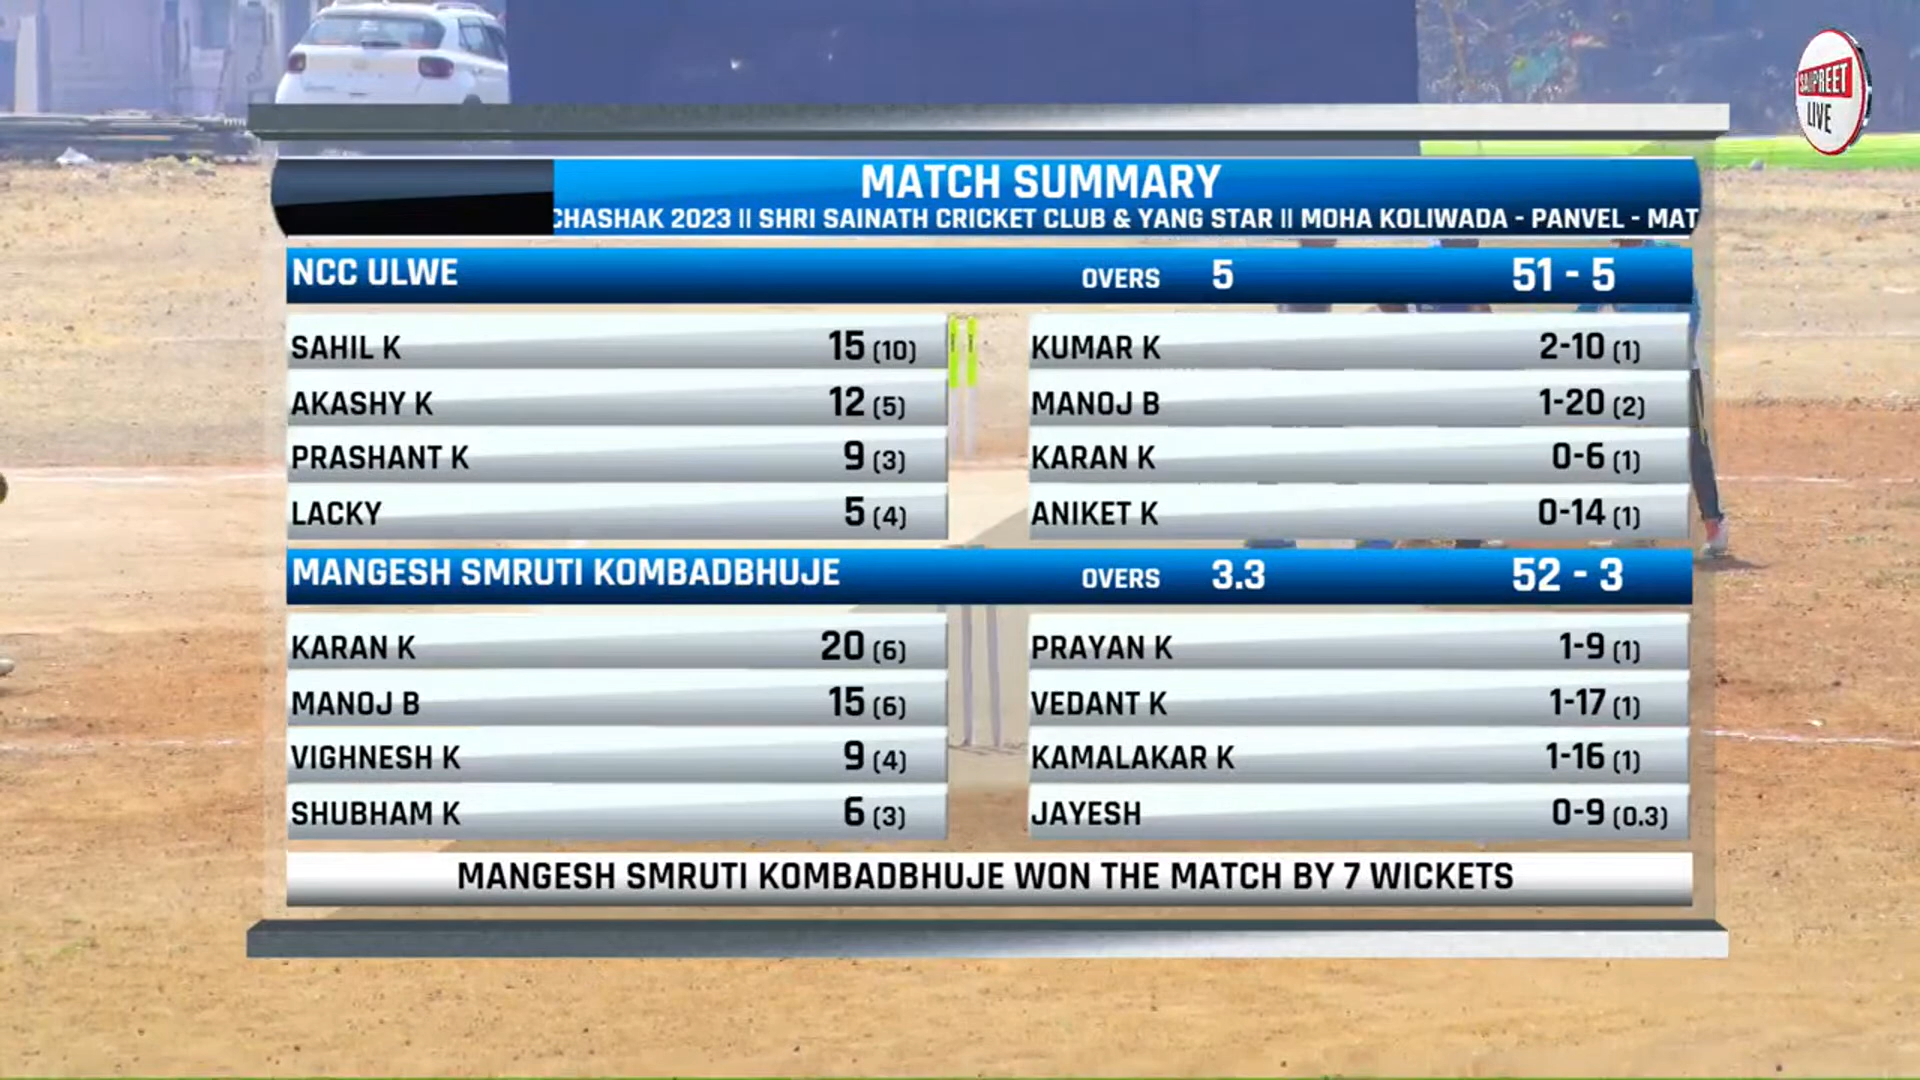 SAIPREET
LIVE
MATCH SUMMARY
CHASHAK 2023 || SHRI SAINATH CRICKET CLUB & YANG STAR || MOHA KOLIWADA - PANVEL - MAT
NCC ULWE OVERS 5 51 - 5
SAHIL K 15 (10) KUMAR K 2-10 (1)
AKASHY K 12 (5) MANOJ B 1-20 (2)
PRASHANT K 9 (3) KARAN K 0-6 (1)
LACKY 5 (4) ANIKET K 0-14 (1)
MANGESH SMRUTI KOMBADBHUJE OVERS 3.3 52 - 3
KARAN K 20 (6) PRAYAN K 1-9 (1)
MANOJ B 15 (6) VEDANT K 1-17 (1)
VIGHNESH K 9 (4) KAMALAKAR K 1-16 (1)
SHUBHAM K 6 (3) JAYESH 0-9 (0.3)
MANGESH SMRUTI KOMBADBHUJE WON THE MATCH BY 7 WICKETS